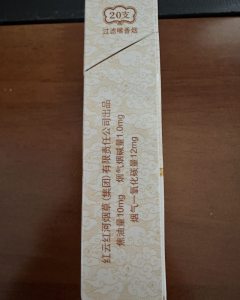 20支
过滤嘴香烟
红云红河烟草(集团)有限责任公司出品
焦油量10mg 烟气烟碱量1.0mg
烟气一氧化碳量12mg